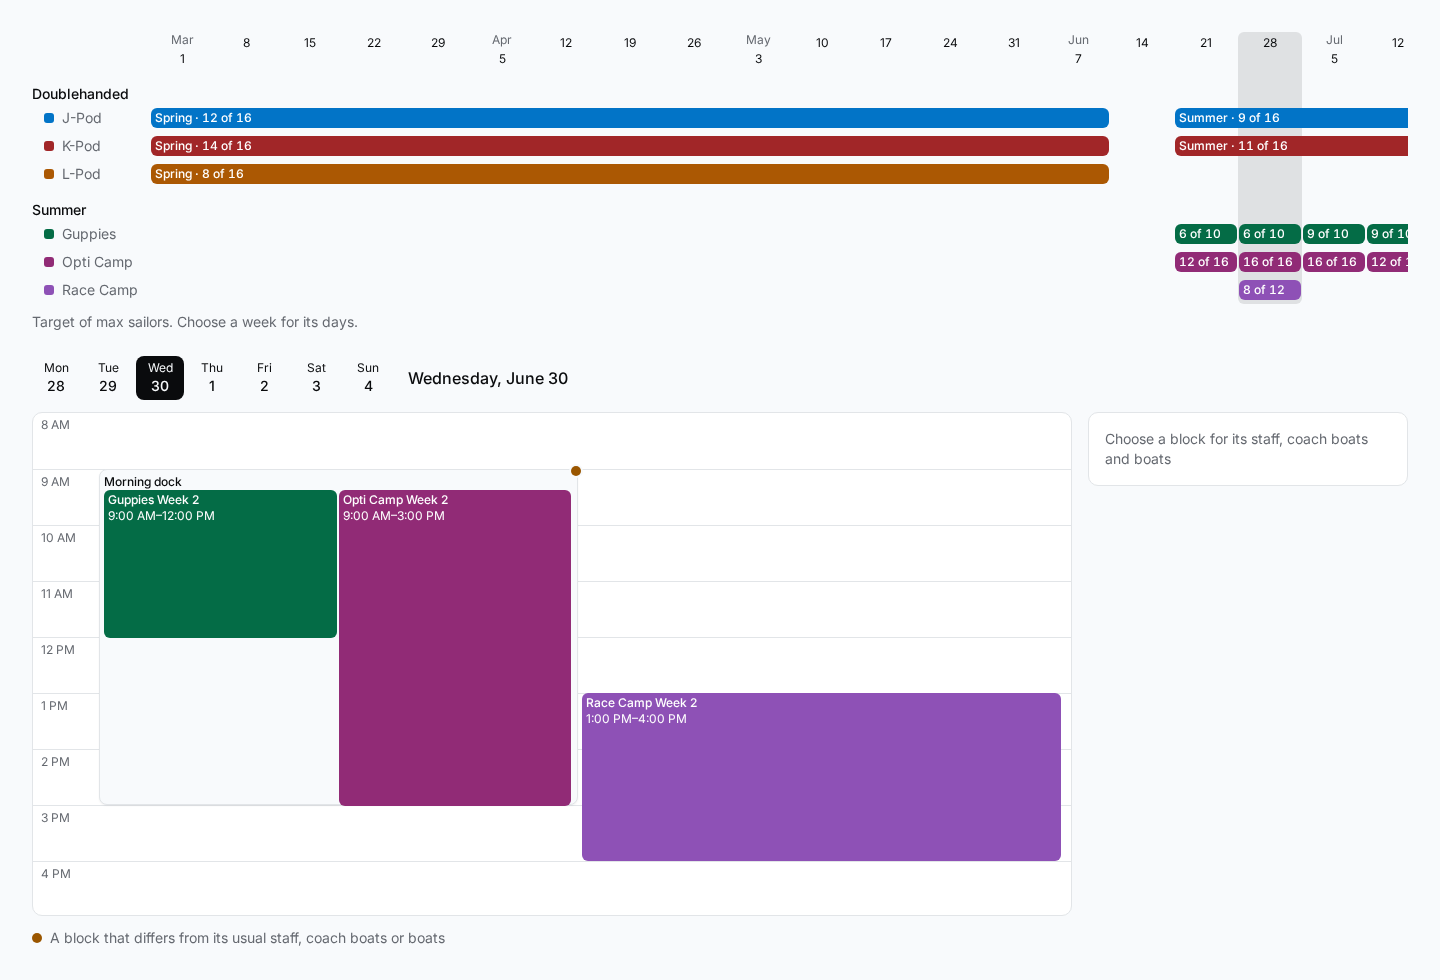 Mar Apr May Jun Jul
1 8 15 22 29 5 12 19 26 3 10 17 24 31 7 14 21 28 5 12
Doublehanded
J-Pod Spring · 12 of 16 Summer · 9 of 16
K-Pod Spring · 14 of 16 Summer · 11 of 16
L-Pod Spring · 8 of 16
Summer
Guppies 6 of 10 6 of 10 9 of 10 9 of 10
Opti Camp 12 of 16 16 of 16 16 of 16 12 of
Race Camp 8 of 12
Target of max sailors. Choose a week for its days.
Mon Tue Wed Thu Fri Sat Sun
28 29 30 1 2 3 4
Wednesday, June 30
8 AM
Choose a block for its staff, coach boats
and boats
9 AM
Morning dock
Guppies Week 2 Opti Camp Week 2
9:00 AM–12:00 PM 9:00 AM–3:00 PM
10 AM
11 AM
12 PM
1 PM
Race Camp Week 2
1:00 PM–4:00 PM
2 PM
3 PM
4 PM
A block that differs from its usual staff, coach boats or boats